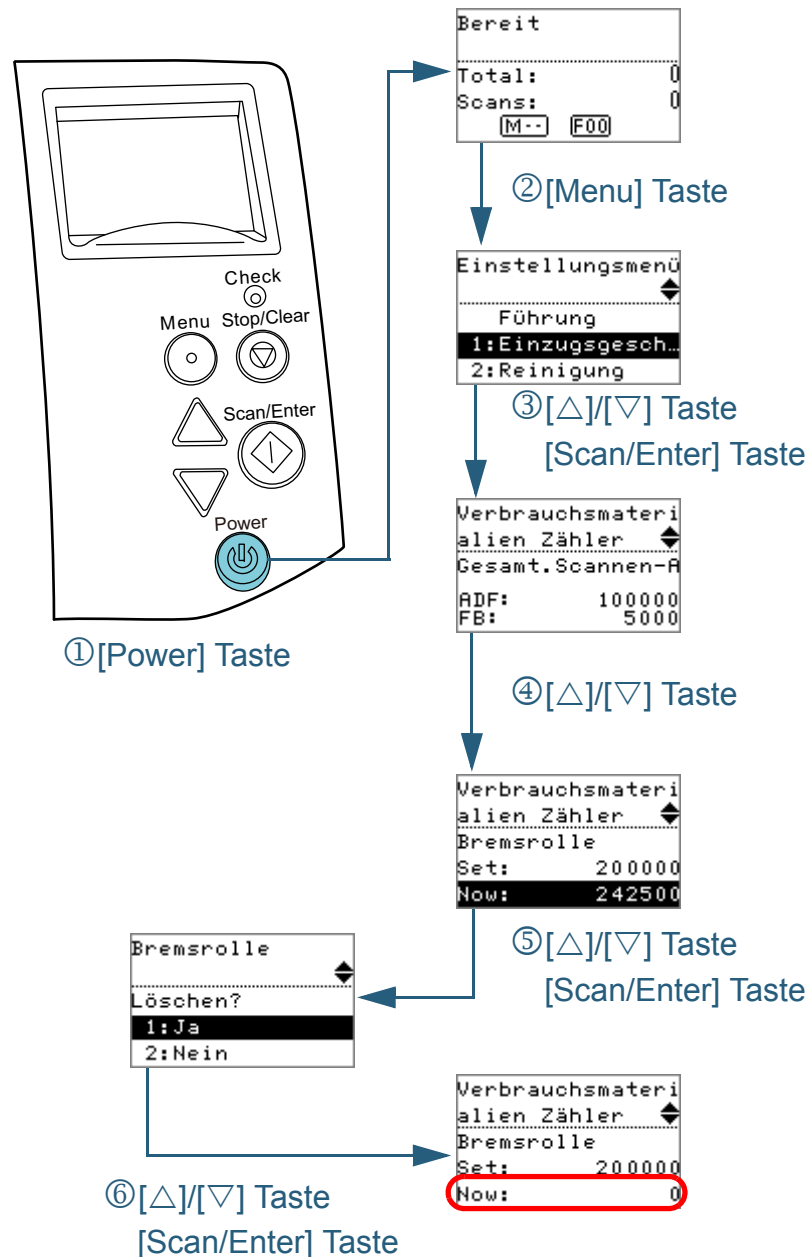 Bereit
Total: 0
Scans: 0
M-- F00
②[Menu] Taste
Einstellungsmenü
Führung
1:Einzugsgesch…
2:Reinigung
③[△]/[▽] Taste
[Scan/Enter] Taste
Check
Menu Stop/Clear
Scan/Enter
Power
①[Power] Taste
Verbrauchsmateri
alien Zähler
Gesamt.Scannen-A
ADF: 100000
FB: 5000
④[△]/[▽] Taste
Verbrauchsmateri
alien Zähler
Bremsrolle
Set: 200000
Now: 242500
⑤[△]/[▽] Taste
[Scan/Enter] Taste
Bremsrolle
Löschen?
1:Ja
2:Nein
⑥[△]/[▽] Taste
[Scan/Enter] Taste
Verbrauchsmateri
alien Zähler
Bremsrolle
Set: 200000
Now: 0